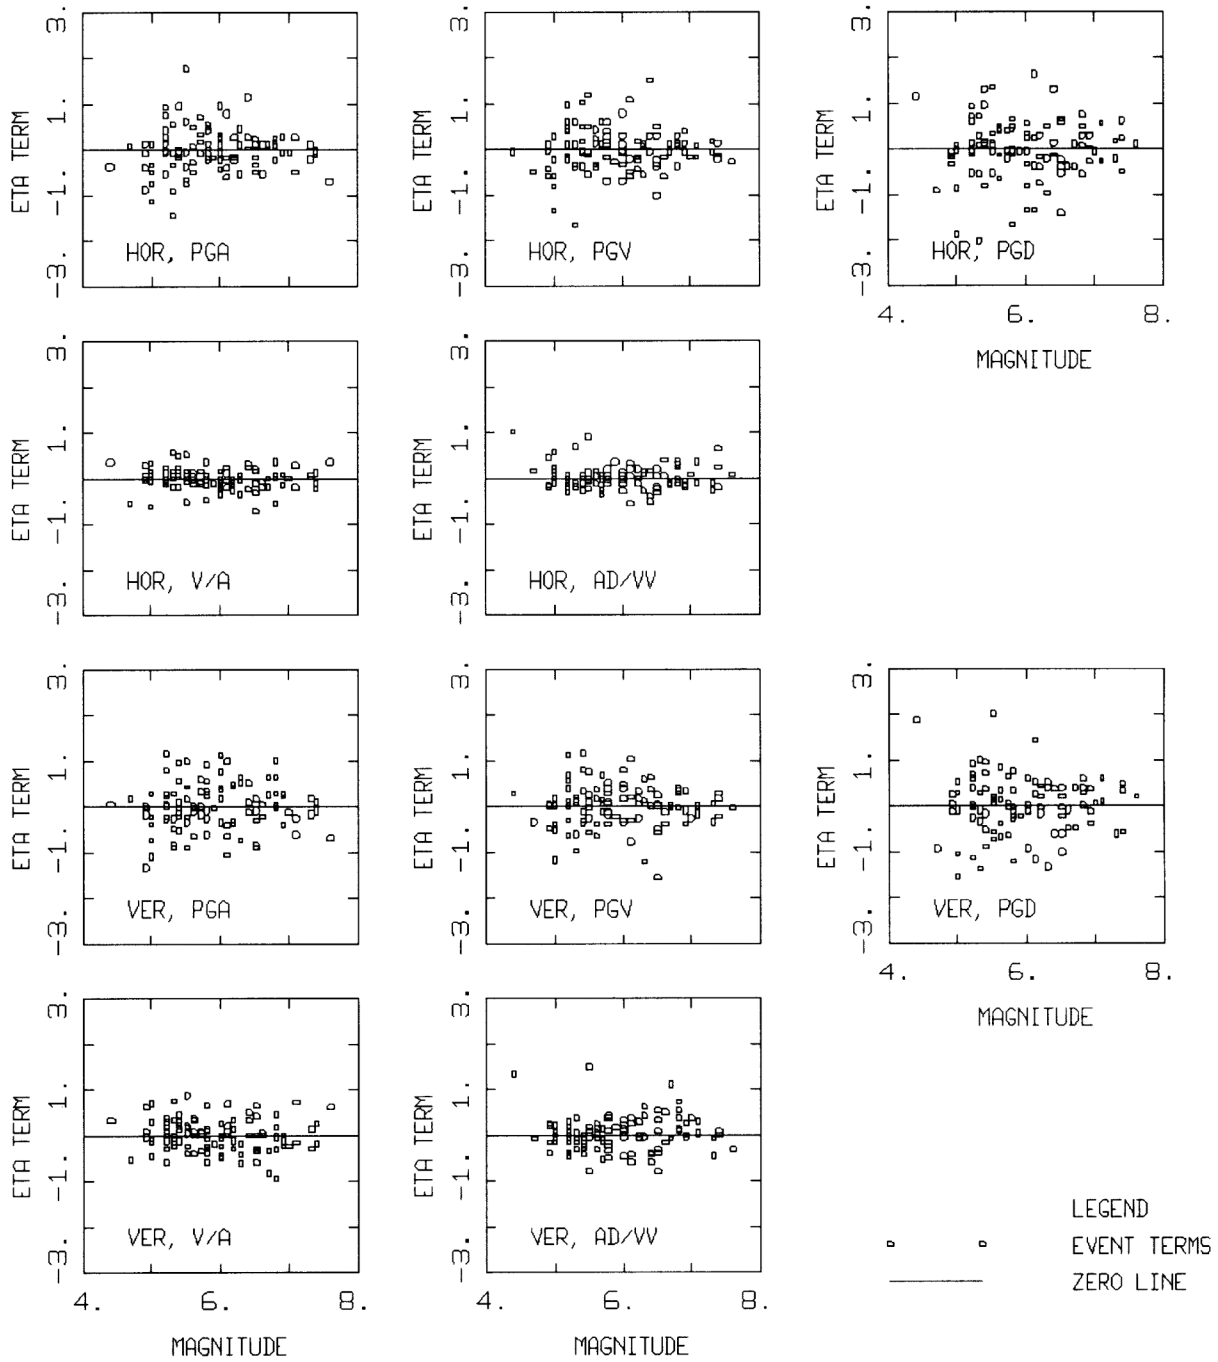 3.
1.
-1.
-3.
ETA TERM
HOR, PGA
3.
1.
-1.
-3.
ETA TERM
HOR, PGV
3.
1.
-1.
-3.
ETA TERM
HOR, PGD
4. 6. 8.
MAGNITUDE
3.
1.
-1.
-3.
ETA TERM
HOR, V/A
3.
1.
-1.
-3.
ETA TERM
HOR, AD/VV
3.
1.
-1.
-3.
ETA TERM
VER, PGA
3.
1.
-1.
-3.
ETA TERM
VER, PGV
3.
1.
-1.
-3.
ETA TERM
VER, PGD
4. 6. 8.
MAGNITUDE
3.
1.
-1.
-3.
ETA TERM
VER, V/A
4. 6. 8.
MAGNITUDE
3.
1.
-1.
-3.
ETA TERM
VER, AD/VV
4. 6. 8.
MAGNITUDE
LEGEND
EVENT TERMS
ZERO LINE